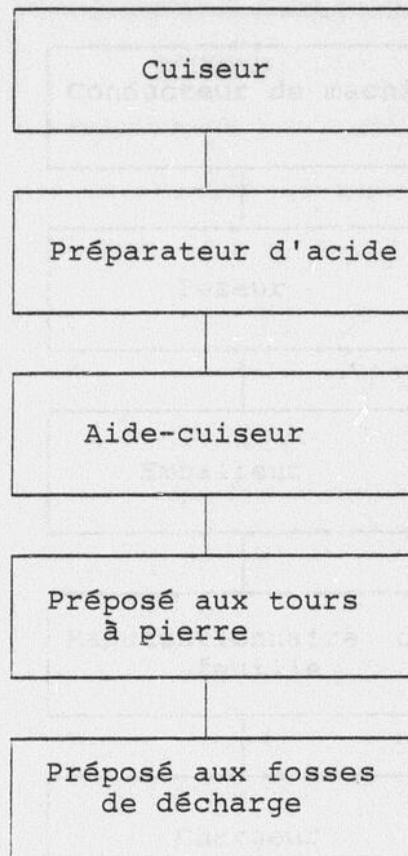 Cuiseur
Préparateur d'acide
Aide-cuiseur
Préposé aux tours
à pierre
Préposé aux fosses
de décharge